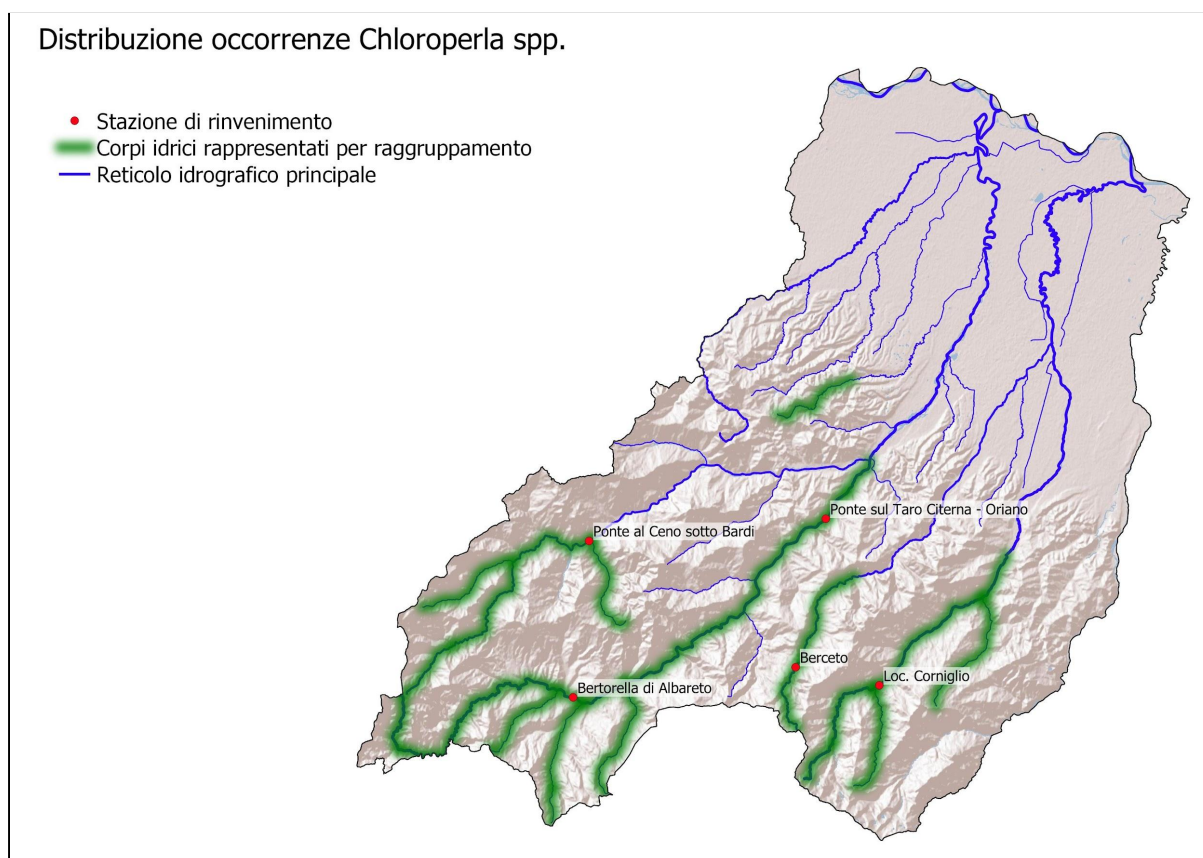 Distribuzione occorrenze Chloroperla spp.
Stazione di rinvenimento
Corpi idrici rappresentati per raggruppamento
Reticolo idrografico principale
Ponte sul Taro Citerna - Oriano
Ponte al Ceno sotto Bardi
Berceto
Loc. Corniglio
Bertorella di Albareto